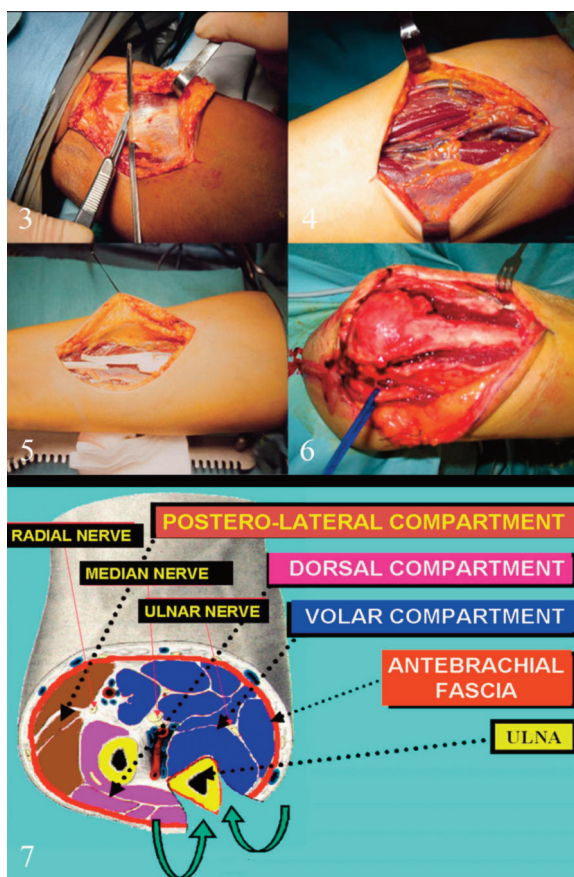 3
4
5
6
RADIAL NERVE
POSTERO-LATERAL COMPARTMENT
MEDIAN NERVE
DORSAL COMPARTMENT
ULNAR NERVE
VOLAR COMPARTMENT
ANTEBRACHIAL
FASCIA
ULNA
7